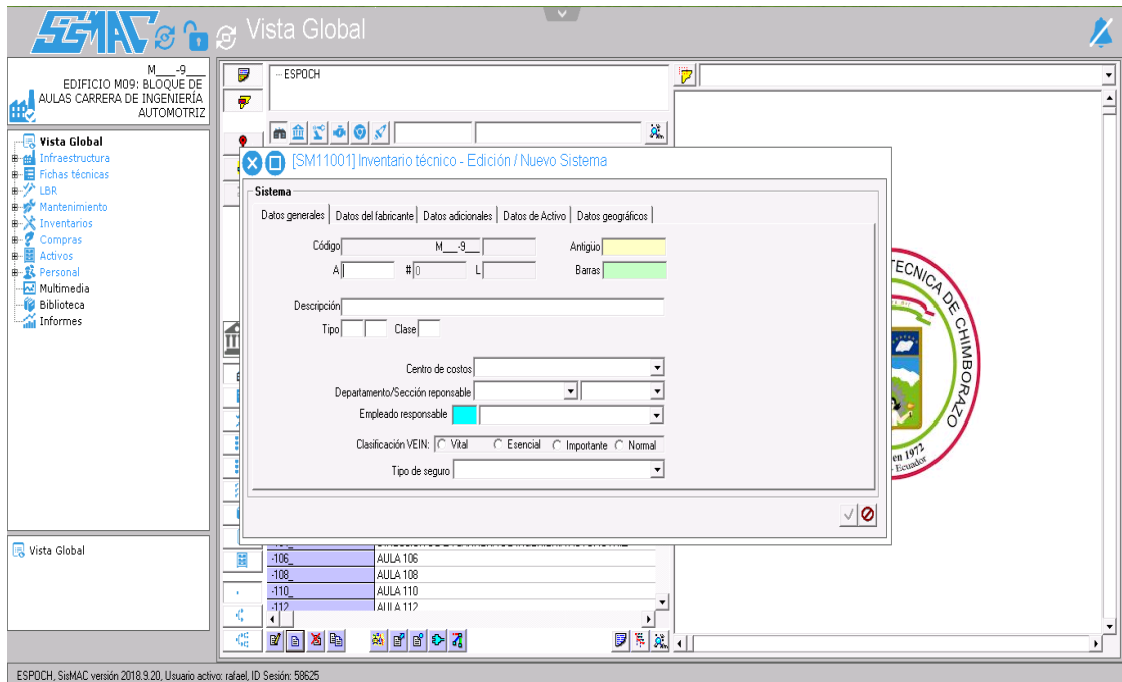 SisMAC
Vista Global
M___-9___
EDIFICIO M09: BLOQUE DE
AULAS CARRERA DE INGENIERÍA
AUTOMOTRIZ
Vista Global
Infraestructura
Fichas técnicas
LBR
Mantenimiento
Inventarios
Compras
Activos
Personal
Multimedia
Biblioteca
Informes
Vista Global
ESPOCH
[SM11001] Inventario técnico - Edición / Nuevo Sistema
Sistema
Datos generales Datos del fabricante Datos adicionales Datos de Activo Datos geográficos
Código M___-9___ Antigüo
A # 0 L Barras
Descripción
Tipo Clase
Centro de costos
Departamento/Sección reponsable
Empleado responsable
Clasificación VEIN: Vital Esencial Importante Normal
Tipo de seguro
-106_ AULA 106
-108_ AULA 108
-110_ AULA 110
-112 AULA 112
TECNICA DE CHIMBORAZO
en 1972
Ecuador
ESPOCH, SisMAC versión 2018.9.20, Usuario activo: rafael, ID Sesión: 58625